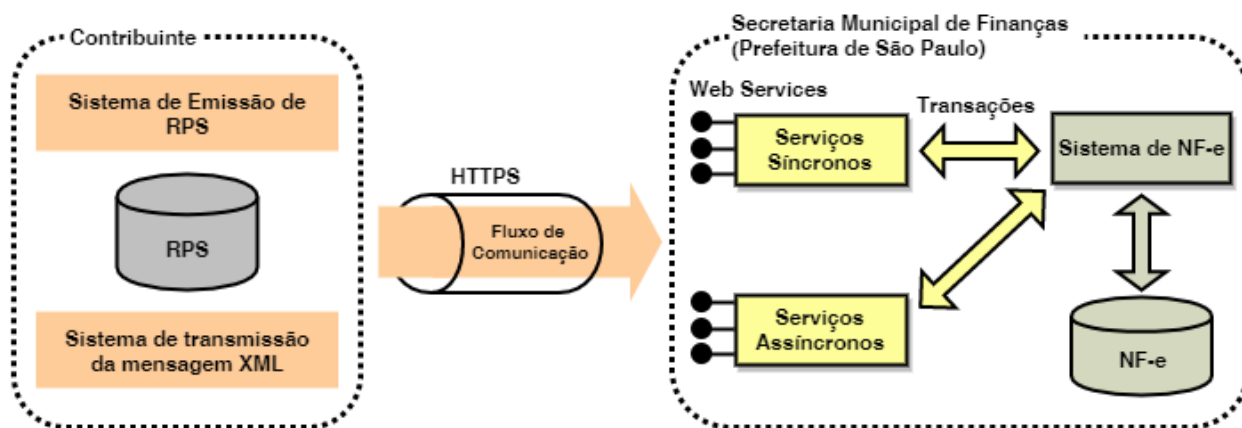 Contribuinte
Sistema de Emissão de
RPS
RPS
Sistema de transmissão
da mensagem XML
HTTPS
Fluxo de
Comunicação
Secretaria Municipal de Finanças
(Prefeitura de São Paulo)
Web Services
Transações
Serviços
Síncronos
Sistema de NF-e
Serviços
Assíncronos
NF-e